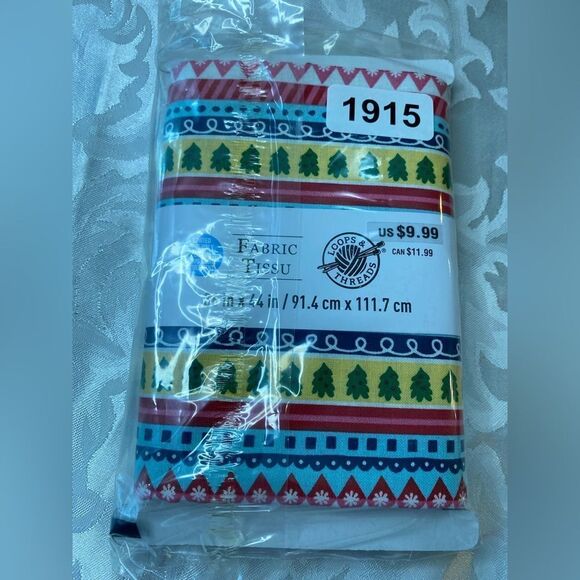 1915
US $9.99
CAN $11.99
FABRIC
TISSU
LOOPS &
THREADS
in x 44 in / 91.4 cm x 111.7 cm